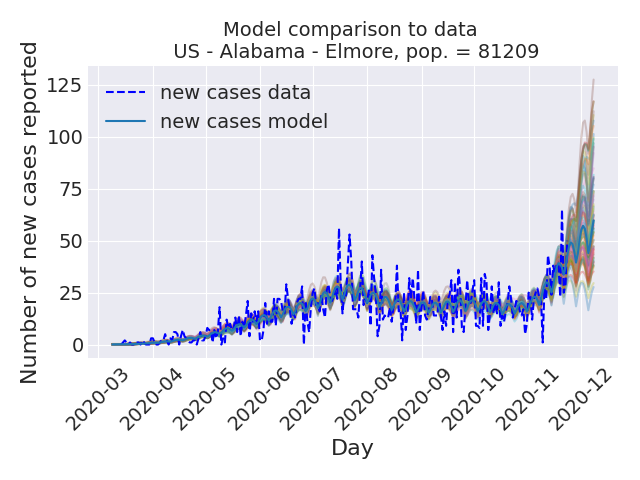 Model comparison to data
US - Alabama - Elmore, pop. = 81209
Number of new cases reported
125
100
75
50
25
0
new cases data
new cases model
2020-03
2020-04
2020-05
2020-06
2020-07
2020-08
2020-09
2020-10
2020-11
2020-12
Day